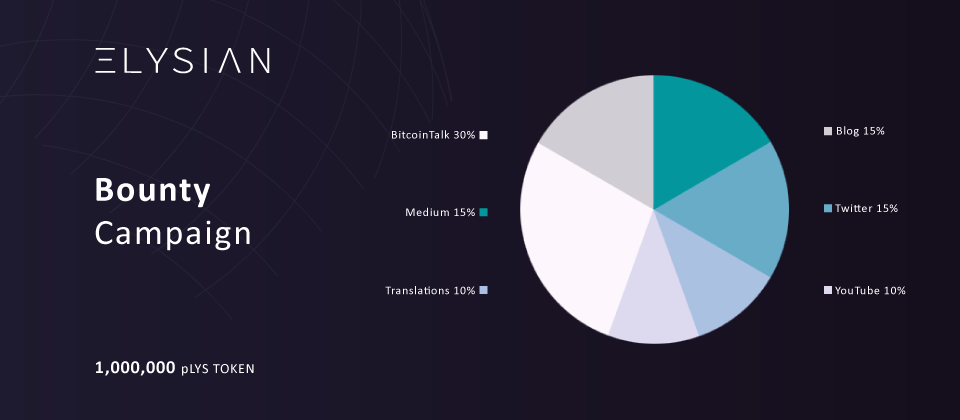 ELYSIAN
Bounty
Campaign
1,000,000 pLYS TOKEN
BitcoinTalk 30%
Medium 15%
Translations 10%
Blog 15%
Twitter 15%
YouTube 10%